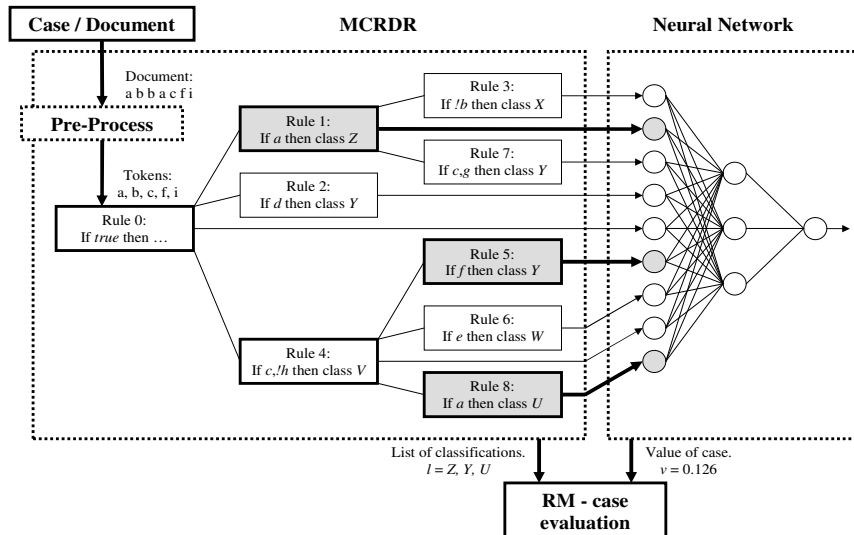 Case / Document
MCRDR
Neural Network
Document:
a b b a c f i
Pre-Process
Tokens:
a, b, c, f, i
Rule 0:
If true then …
Rule 1:
If a then class Z
Rule 2:
If d then class Y
Rule 3:
If !b then class X
Rule 7:
If c,g then class Y
Rule 5:
If f then class Y
Rule 6:
If e then class W
Rule 4:
If c,!h then class V
Rule 8:
If a then class U
List of classifications.
l = Z, Y, U
Value of case.
v = 0.126
RM - case
evaluation